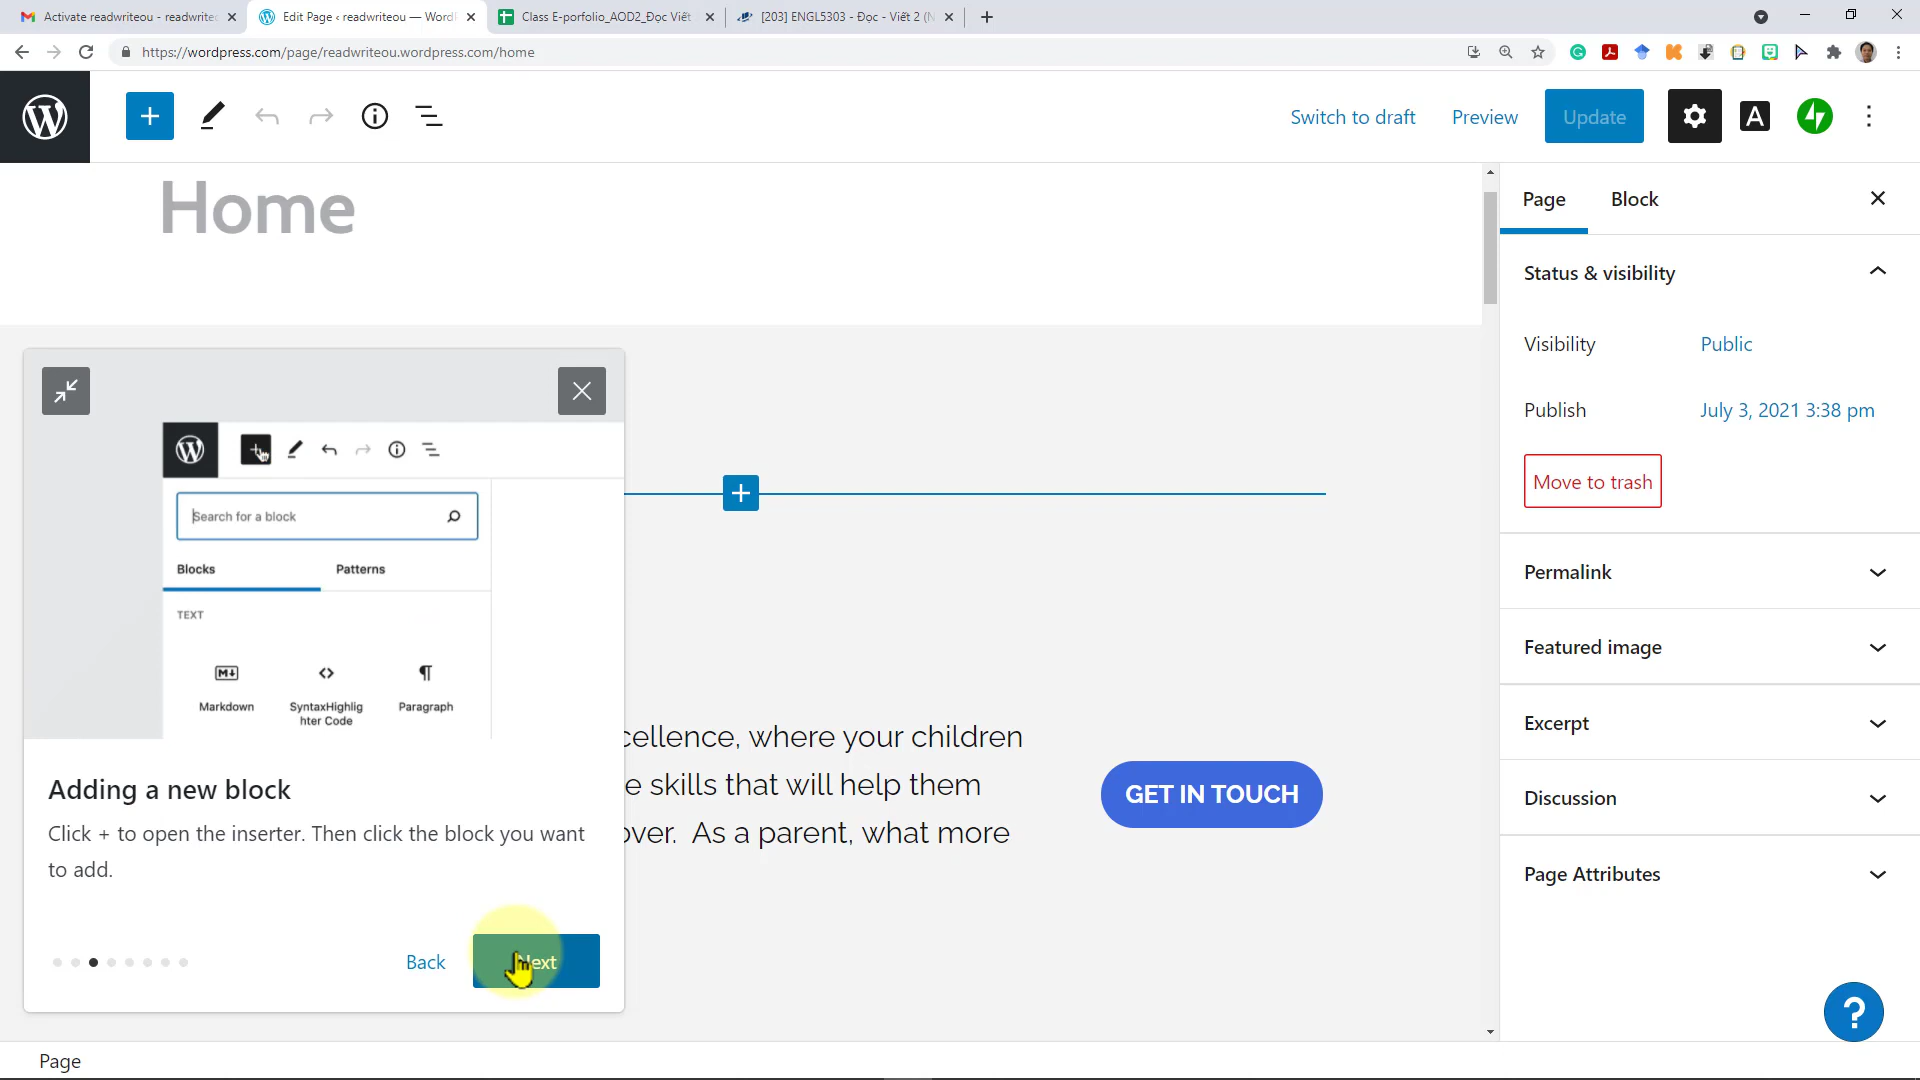 Activate readwriteou - readwrite
Edit Page ‹ readwriteou — Word
Class E-porfolio_AOD2_Đọc Viết
[203] ENGL5303 - Đọc - Viết 2 (N
https://wordpress.com/page/readwriteou.wordpress.com/home
Switch to draft
Preview
Update
A
Home
Page
Block
Status & visibility
Visibility
Public
Publish
July 3, 2021 3:38 pm
Move to trash
Permalink
Featured image
Excerpt
Discussion
Page Attributes
Search for a block
Blocks
Patterns
TEXT
Markdown
SyntaxHighlig
hter Code
Paragraph
Adding a new block
Click + to open the inserter. Then click the block you want
to add.
Back
Next
cellence, where your children
e skills that will help them
over. As a parent, what more
GET IN TOUCH
Page